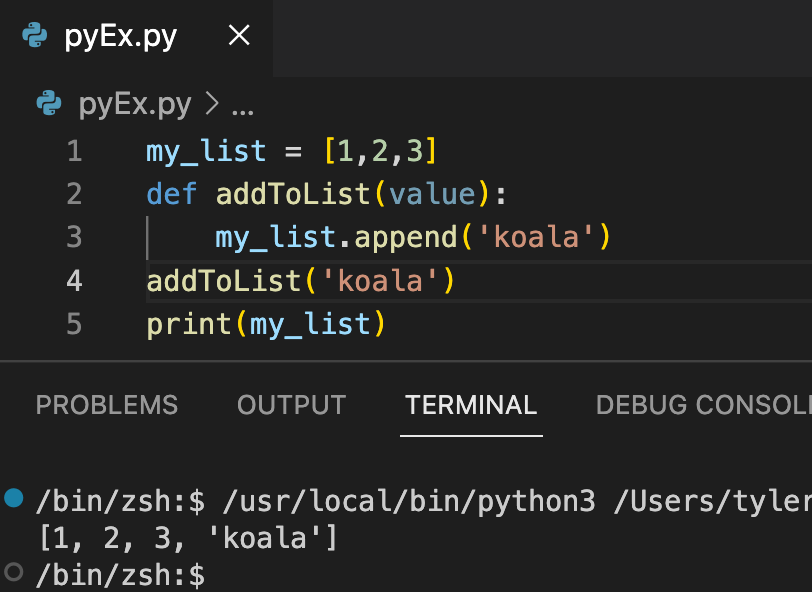 pyEx.py
pyEx.py > ...
1 my_list = [1,2,3]
2 def addToList(value):
3     my_list.append('koala')
4 addToList('koala')
5 print(my_list)
PROBLEMS OUTPUT TERMINAL DEBUG CONSOL
/bin/zsh:$ /usr/local/bin/python3 /Users/tyler
[1, 2, 3, 'koala']
/bin/zsh:$